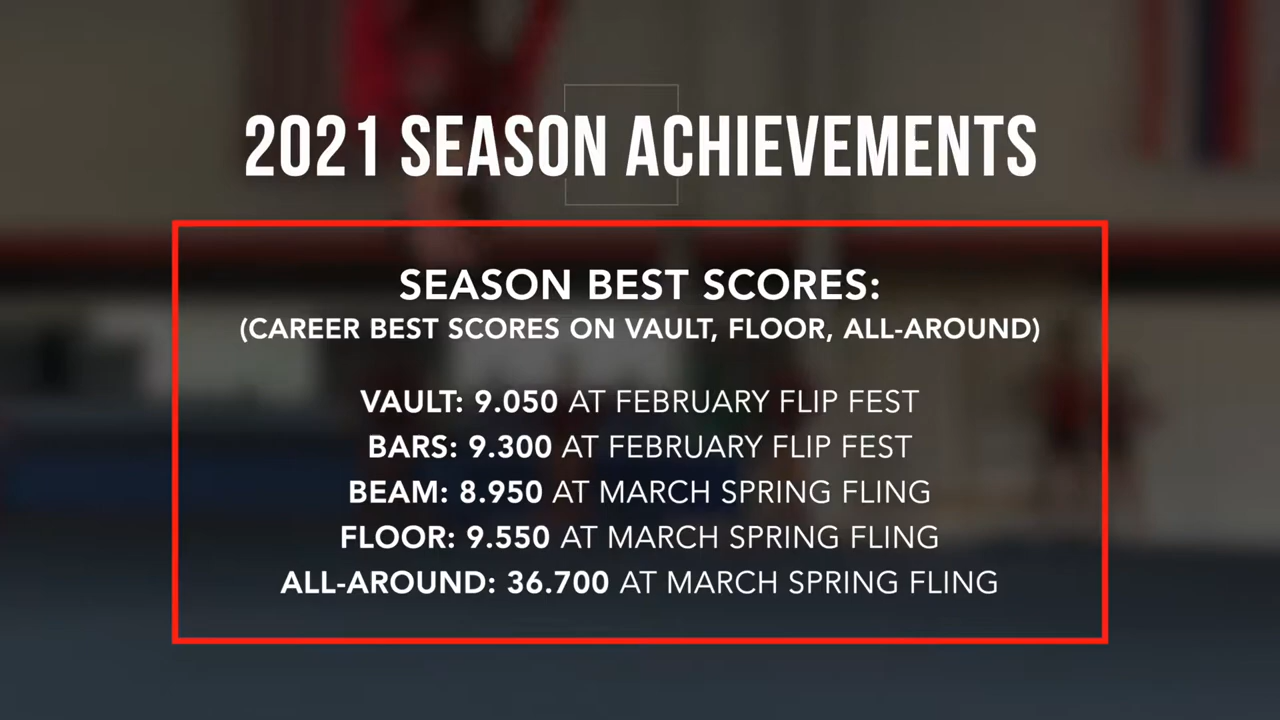 2021 SEASON ACHIEVEMENTS
SEASON BEST SCORES:
(CAREER BEST SCORES ON VAULT, FLOOR, ALL-AROUND)
VAULT: 9.050 AT FEBRUARY FLIP FEST
BARS: 9.300 AT FEBRUARY FLIP FEST
BEAM: 8.950 AT MARCH SPRING FLING
FLOOR: 9.550 AT MARCH SPRING FLING
ALL-AROUND: 36.700 AT MARCH SPRING FLING